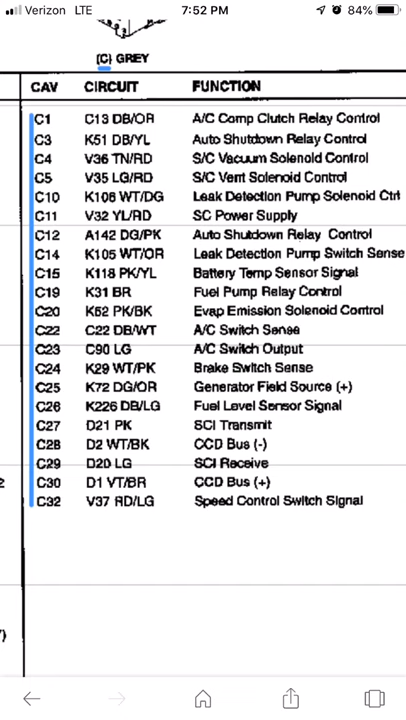 Verizon LTE 7:52 PM 84%
(C) GREY
CAV CIRCUIT FUNCTION
C1 C13 DB/OR A/C Comp Clutch Relay Control
C3 K51 DB/YL Auto Shutdown Relay Control
C4 V36 TN/RD S/C Vacuum Solenoid Control
C5 V35 LG/RD S/C Vent Solenoid Control
C10 K106 WT/DG Leak Detection Pump Solenoid Ctrl
C11 V32 YL/RD SC Power Supply
C12 A142 DG/PK Auto Shutdown Relay Control
C14 K105 WT/OR Leak Detection Pump Switch Sense
C15 K118 PK/YL Battery Temp Sensor Signal
C19 K31 BR Fuel Pump Relay Control
C20 K52 PK/BK Evap Emission Solenoid Control
C22 C22 DB/WT A/C Switch Sense
C23 C90 LG A/C Switch Output
C24 K29 WT/PK Brake Switch Sense
C25 K72 DG/OR Generator Field Source (+)
C26 K226 DB/LG Fuel Level Sensor Signal
C27 D21 PK SCI Transmit
C28 D2 WT/BK CCD Bus (-)
2 C29 D20 LG SCI Receive
C30 D1 VT/BR CCD Bus (+)
C32 V37 RD/LG Speed Control Switch Signal
)